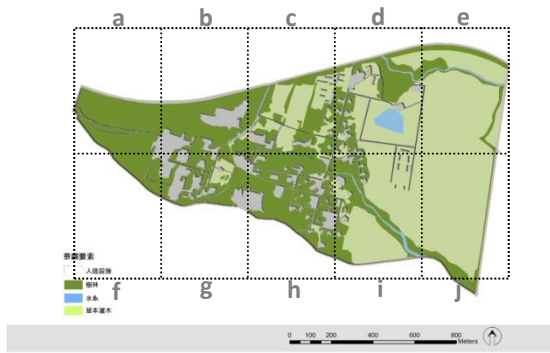 a b c d e
景觀要素
人造設施
樹林
水系
草本灌木
f g h i j
0 100 200 400 600 800
Meters